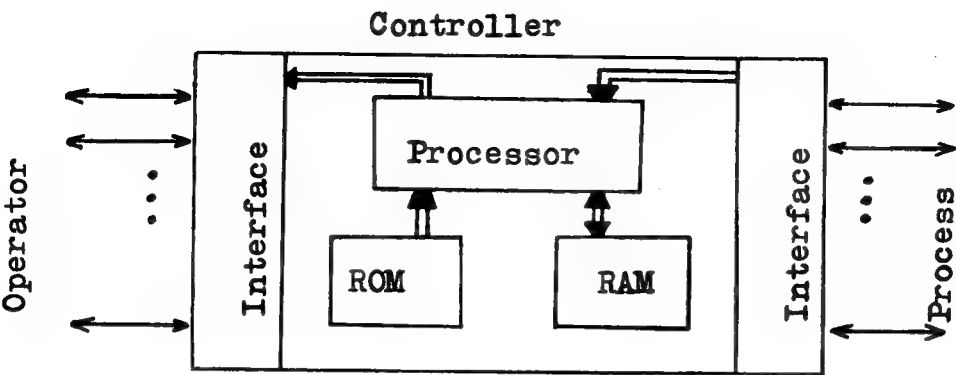 Controller
Operator
Interface
Processor
ROM
RAM
Interface
Process